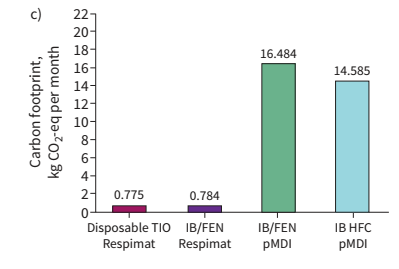 c)
Carbon footprint,
kg CO₂-eq per month
22
20
18
16
14
12
10
8
6
4
2
0
0.775
0.784
16.484
14.585
Disposable TIO
Respimat
IB/FEN
Respimat
IB/FEN
pMDI
IB HFC
pMDI